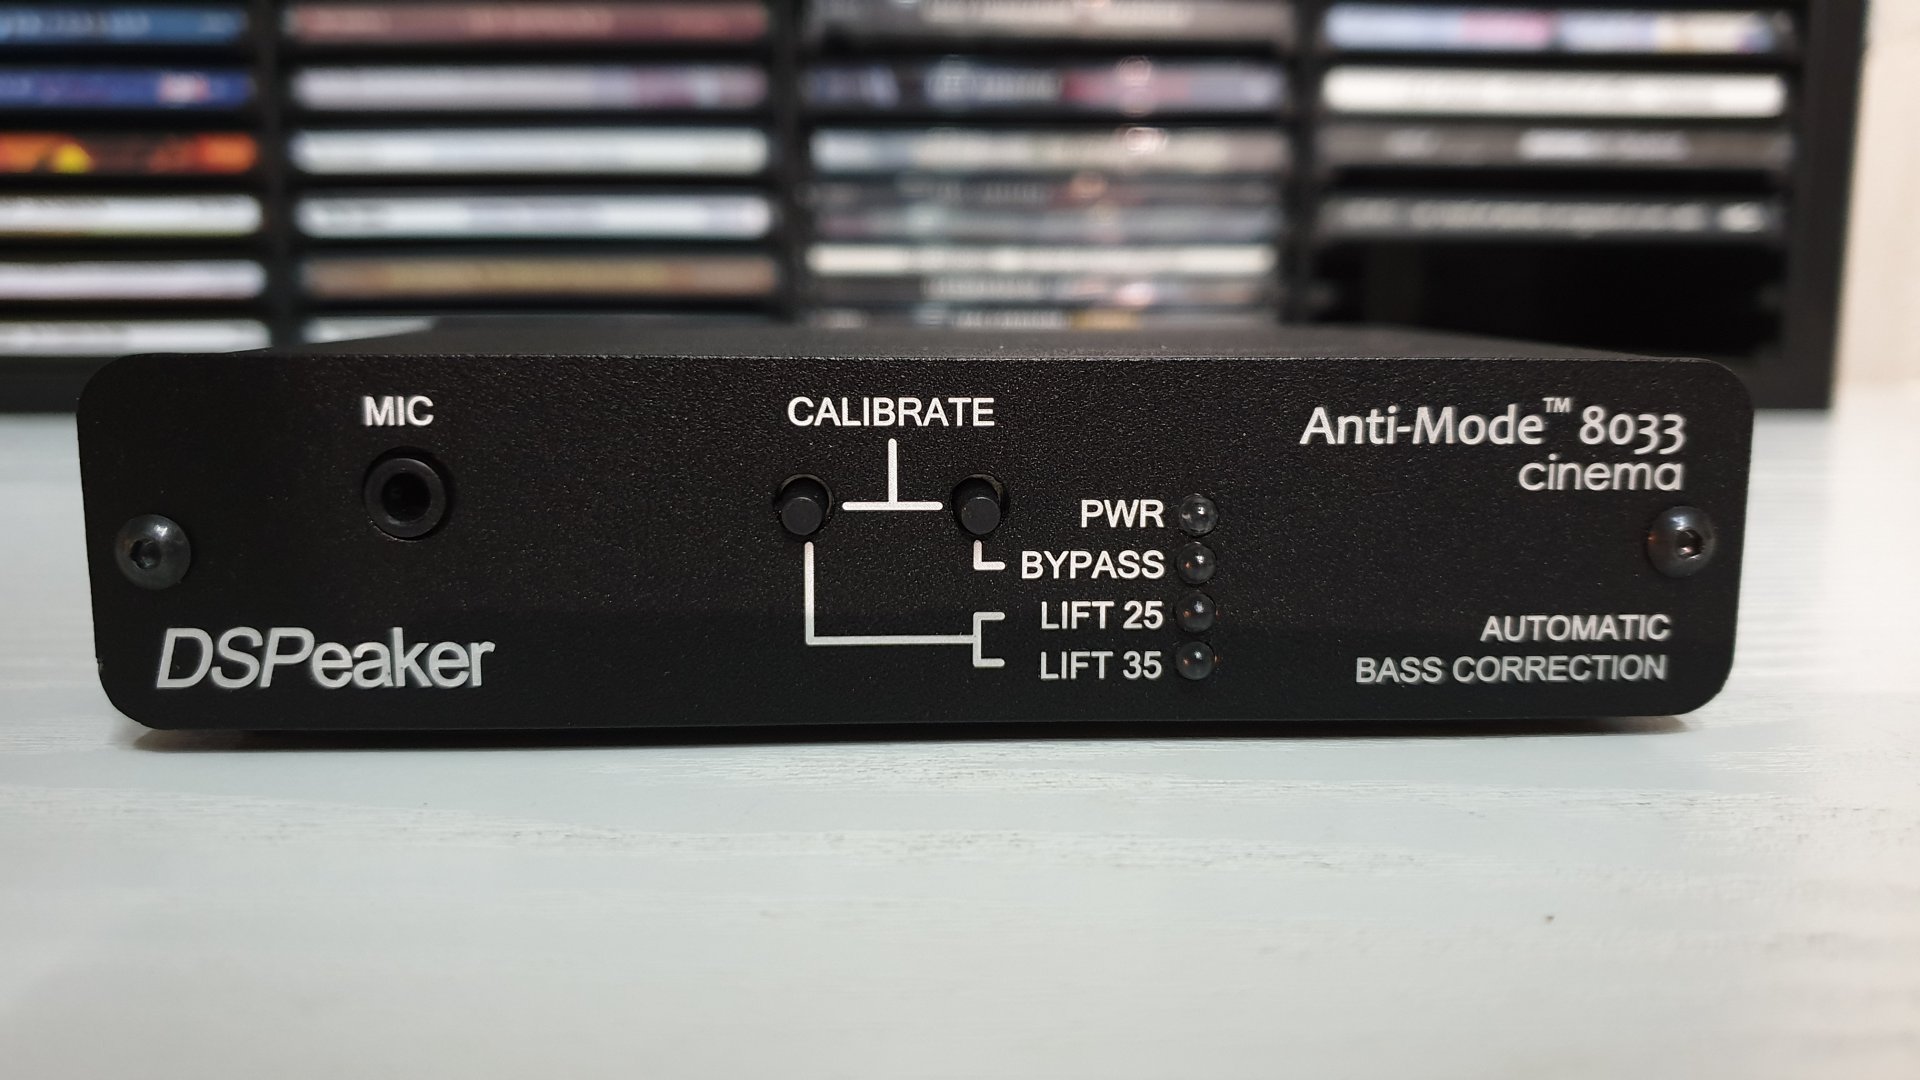 MIC
CALIBRATE
Anti-Mode™ 8033
cinema
PWR
BYPASS
LIFT 25
LIFT 35
DSPeaker
AUTOMATIC
BASS CORRECTION